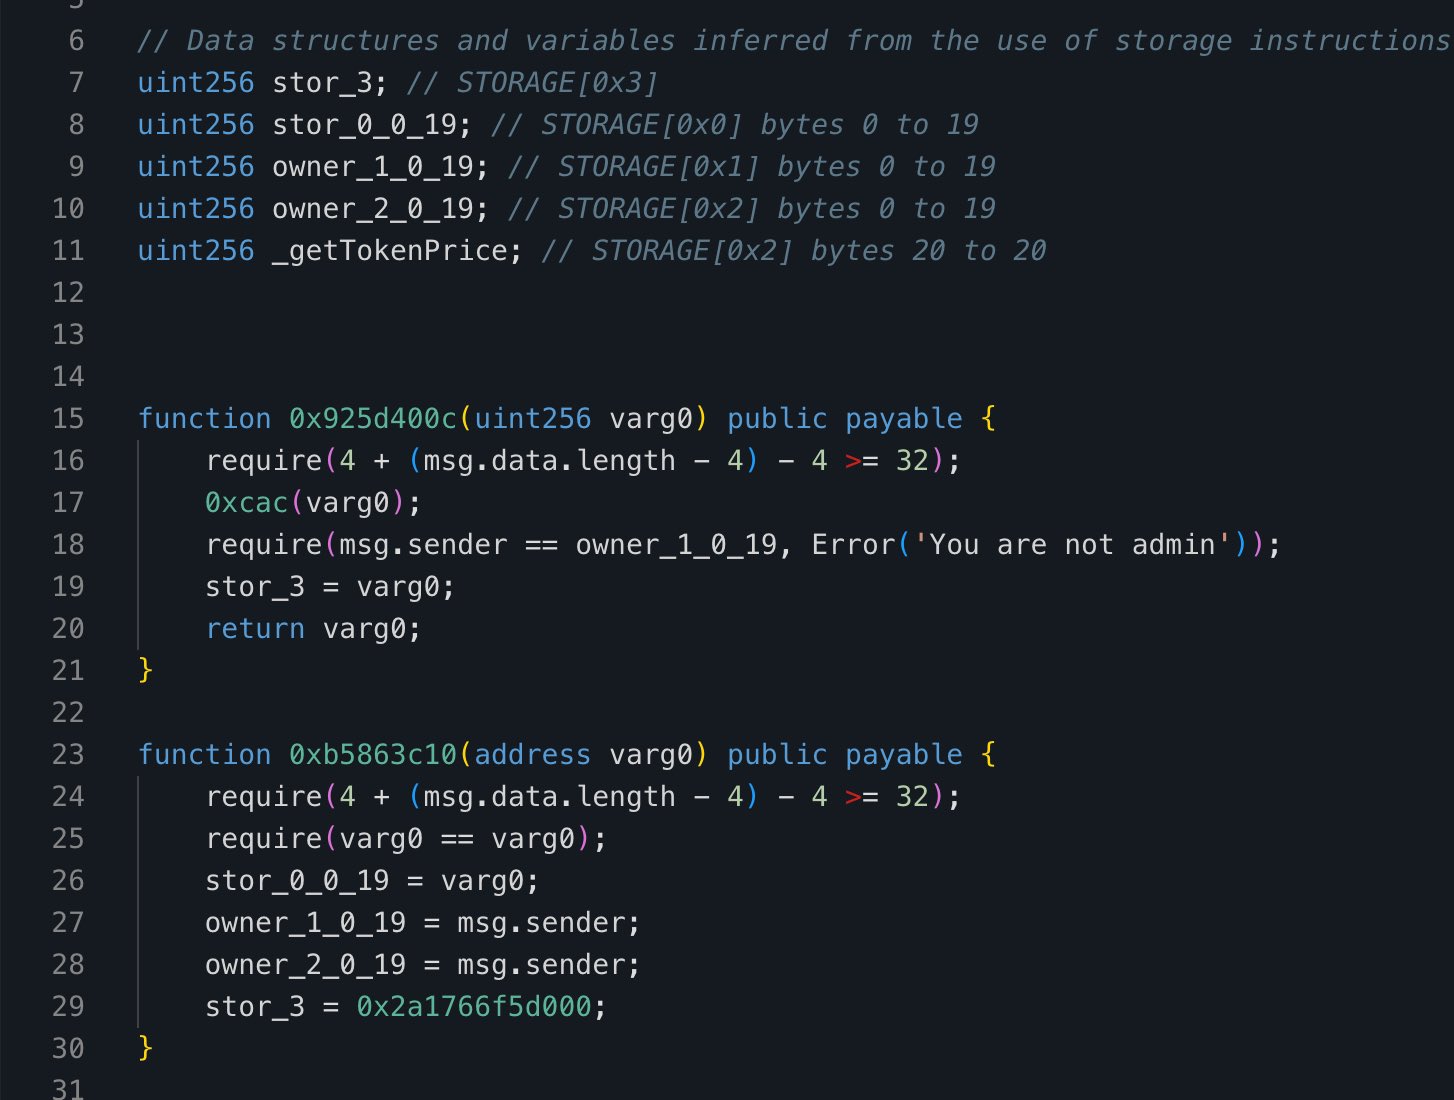 5
6 // Data structures and variables inferred from the use of storage instructions
7 uint256 stor_3; // STORAGE[0x3]
8 uint256 stor_0_0_19; // STORAGE[0x0] bytes 0 to 19
9 uint256 owner_1_0_19; // STORAGE[0x1] bytes 0 to 19
10 uint256 owner_2_0_19; // STORAGE[0x2] bytes 0 to 19
11 uint256 _getTokenPrice; // STORAGE[0x2] bytes 20 to 20
12
13
14
15 function 0x925d400c(uint256 varg0) public payable {
16     require(4 + (msg.data.length - 4) - 4 >= 32);
17     0xcac(varg0);
18     require(msg.sender == owner_1_0_19, Error('You are not admin'));
19     stor_3 = varg0;
20     return varg0;
21 }
22
23 function 0xb5863c10(address varg0) public payable {
24     require(4 + (msg.data.length - 4) - 4 >= 32);
25     require(varg0 == varg0);
26     stor_0_0_19 = varg0;
27     owner_1_0_19 = msg.sender;
28     owner_2_0_19 = msg.sender;
29     stor_3 = 0x2a1766f5d000;
30 }
31